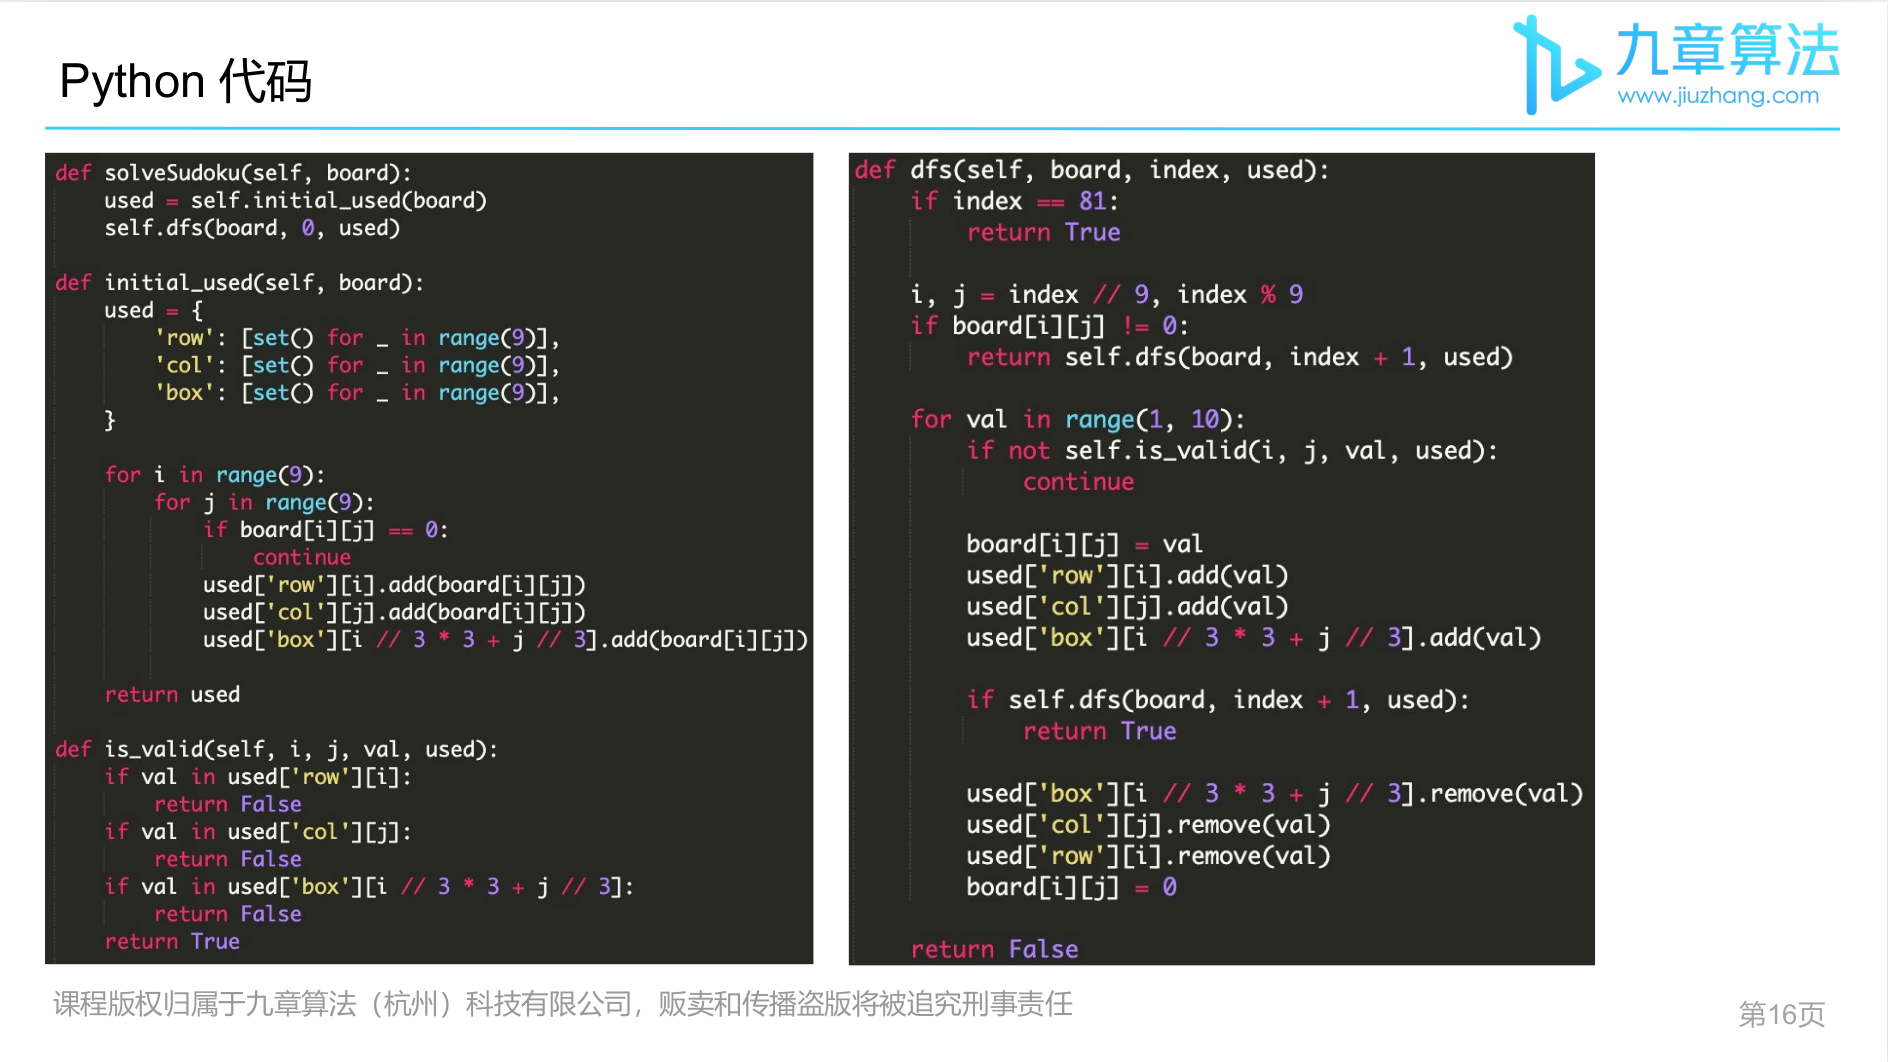 Python 代码
九章算法
www.jiuzhang.com
def solveSudoku(self, board):
    used = self.initial_used(board)
    self.dfs(board, 0, used)

def initial_used(self, board):
    used = {
        'row': [set() for _ in range(9)],
        'col': [set() for _ in range(9)],
        'box': [set() for _ in range(9)],
    }

    for i in range(9):
        for j in range(9):
            if board[i][j] == 0:
                continue
            used['row'][i].add(board[i][j])
            used['col'][j].add(board[i][j])
            used['box'][i // 3 * 3 + j // 3].add(board[i][j])

    return used

def is_valid(self, i, j, val, used):
    if val in used['row'][i]:
        return False
    if val in used['col'][j]:
        return False
    if val in used['box'][i // 3 * 3 + j // 3]:
        return False
    return True
def dfs(self, board, index, used):
    if index == 81:
        return True

    i, j = index // 9, index % 9
    if board[i][j] != 0:
        return self.dfs(board, index + 1, used)

    for val in range(1, 10):
        if not self.is_valid(i, j, val, used):
            continue

        board[i][j] = val
        used['row'][i].add(val)
        used['col'][j].add(val)
        used['box'][i // 3 * 3 + j // 3].add(val)

        if self.dfs(board, index + 1, used):
            return True

        used['box'][i // 3 * 3 + j // 3].remove(val)
        used['col'][j].remove(val)
        used['row'][i].remove(val)
        board[i][j] = 0

    return False
课程版权归属于九章算法（杭州）科技有限公司，贩卖和传播盗版将被追究刑事责任
第16页